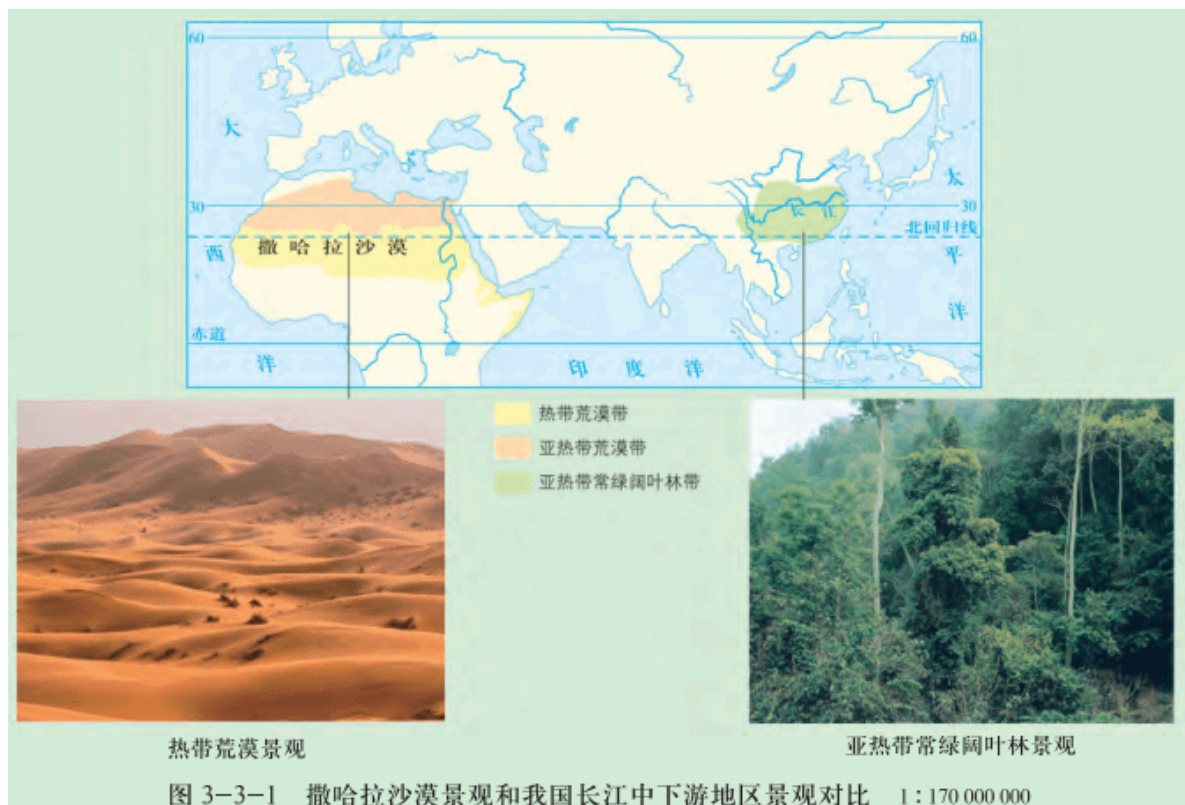 60
60
大
太
30
30
长 江
北回归线
撒 哈 拉 沙 漠
西
平
洋
赤道
洋
印 度 洋
热带荒漠带
亚热带荒漠带
亚热带常绿阔叶林带
热带荒漠景观
亚热带常绿阔叶林景观
图 3-3-1 撒哈拉沙漠景观和我国长江中下游地区景观对比 1:170 000 000